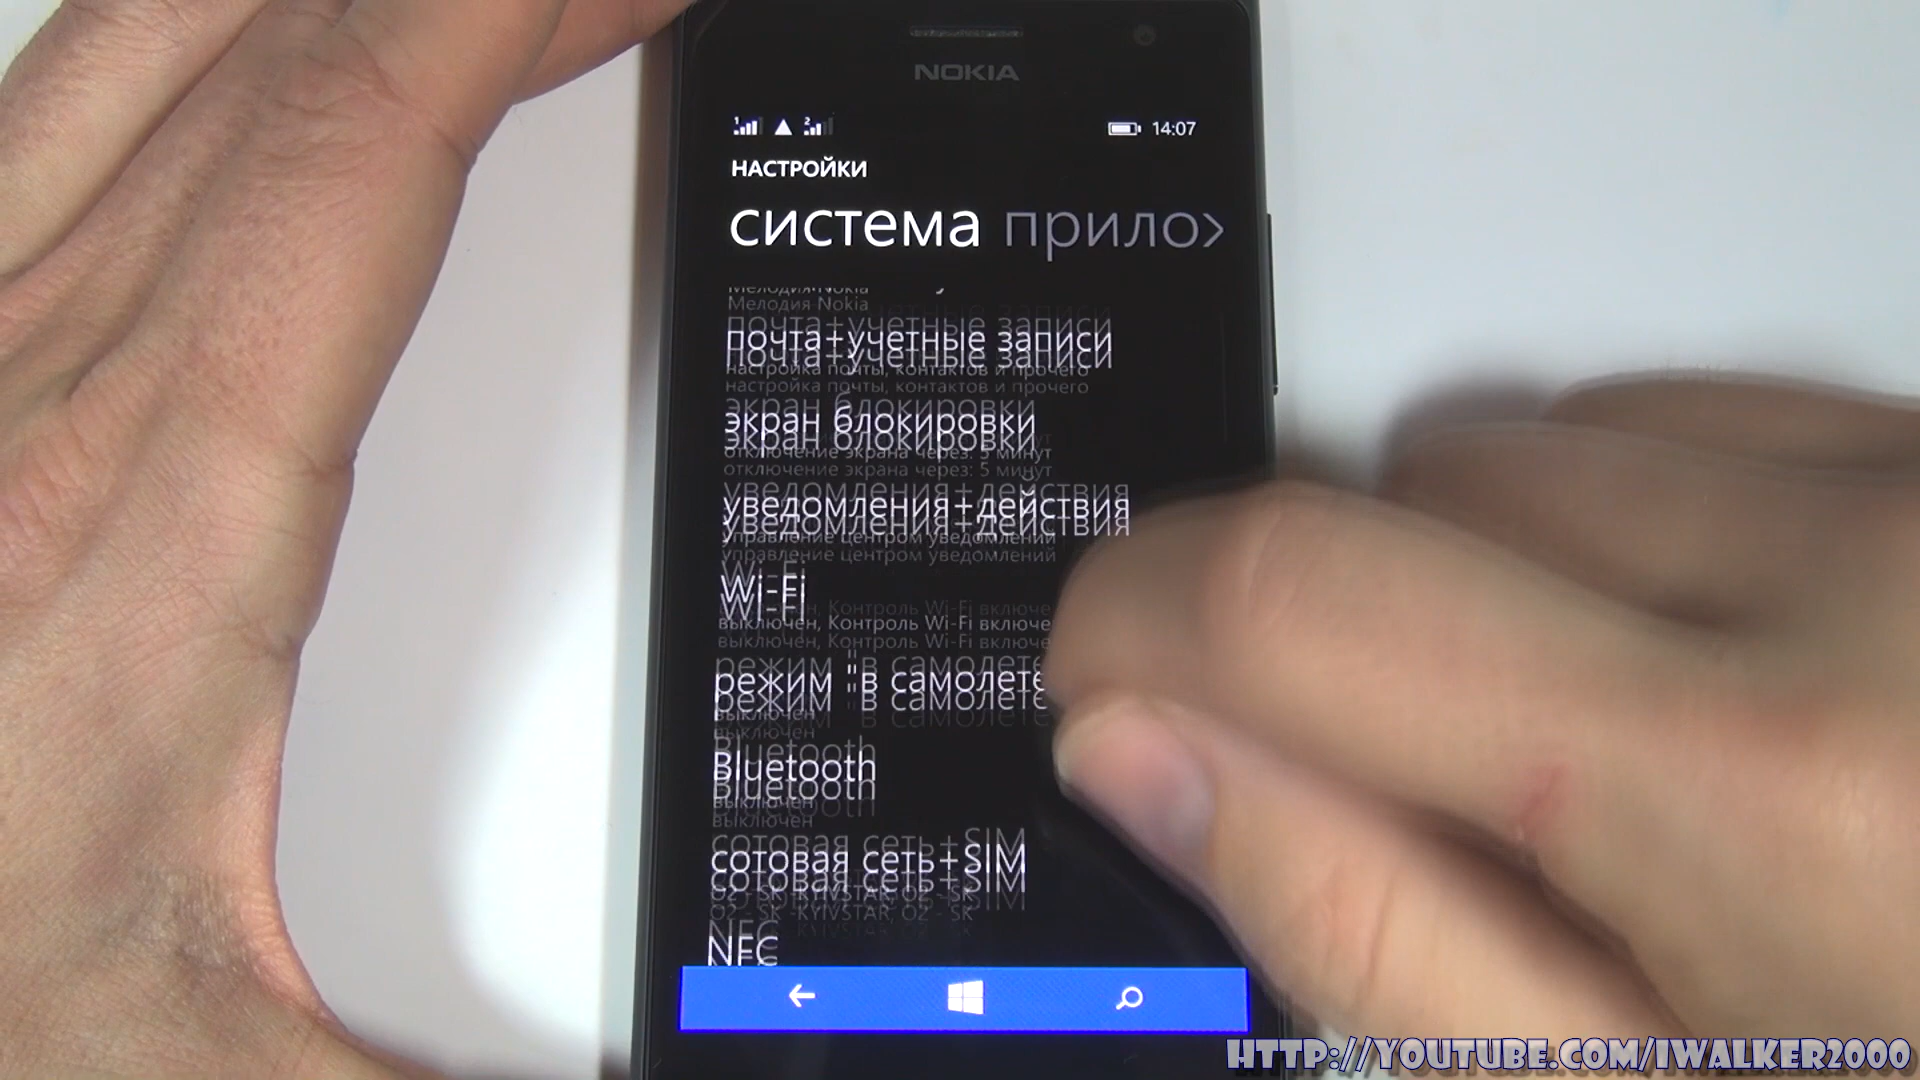 NOKIA
1 2 14:07
НАСТРОЙКИ
система прило
Мелодия Nokia
почта+учетные записи
настройка почты, контактов и прочего
экран блокировки
отключение экрана через: 5 минут
уведомления+действия
управление центром уведомлений
Wi-Fi
выключен, Контроль Wi-Fi включе
режим "в самолете
выключен
Bluetooth
выключен
сотовая сеть+SIM
O2 - SK -KYIVSTAR, O2 - SK
NFC
HTTP://YOUTUBE.COM/IWALKER2000